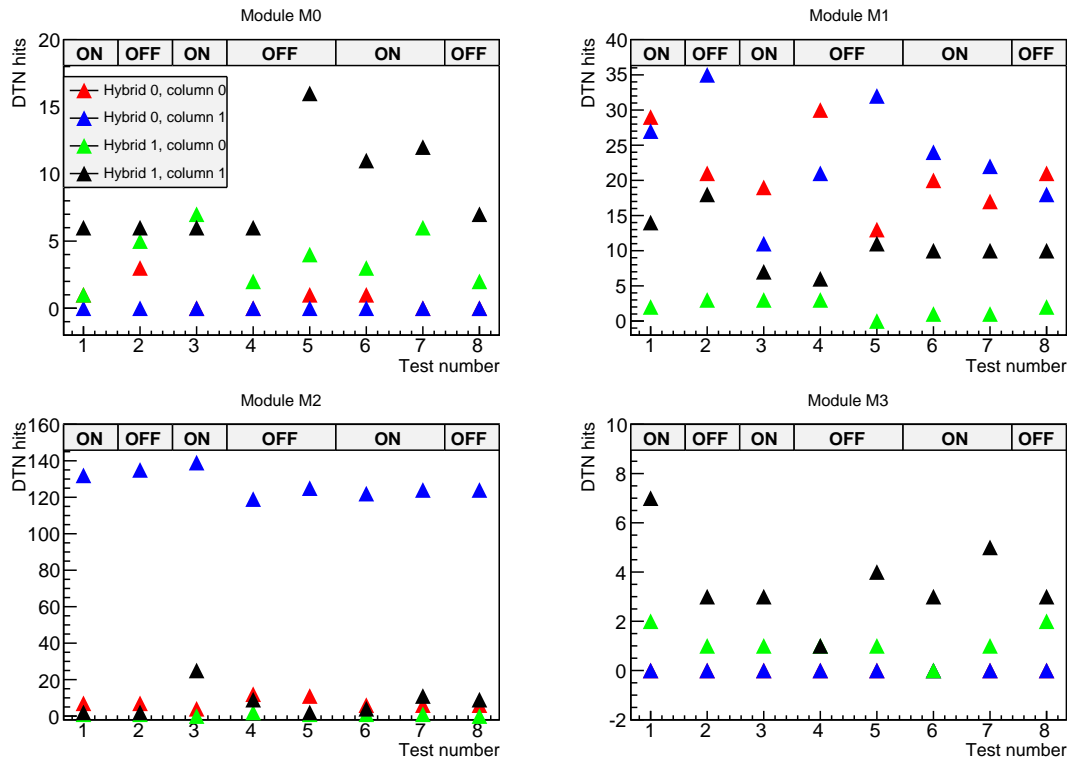 Module M0
DTN hits
20
15
10
5
0
ON OFF ON OFF ON OFF
Hybrid 0, column 0
Hybrid 0, column 1
Hybrid 1, column 0
Hybrid 1, column 1
1 2 3 4 5 6 7 8
Test number
Module M1
DTN hits
40
35
30
25
20
15
10
5
0
ON OFF ON OFF ON OFF
1 2 3 4 5 6 7 8
Test number
Module M2
DTN hits
160
140
120
100
80
60
40
20
0
ON OFF ON OFF ON OFF
1 2 3 4 5 6 7 8
Test number
Module M3
DTN hits
10
8
6
4
2
0
-2
ON OFF ON OFF ON OFF
1 2 3 4 5 6 7 8
Test number